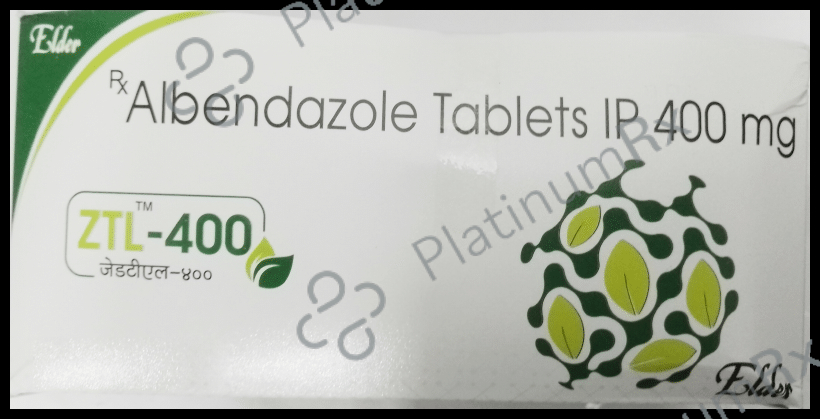 Elder
Rx Albendazole Tablets IP 400 mg
ZTL™-400
जेडटीएल-४००
PlatinumRx
Elder